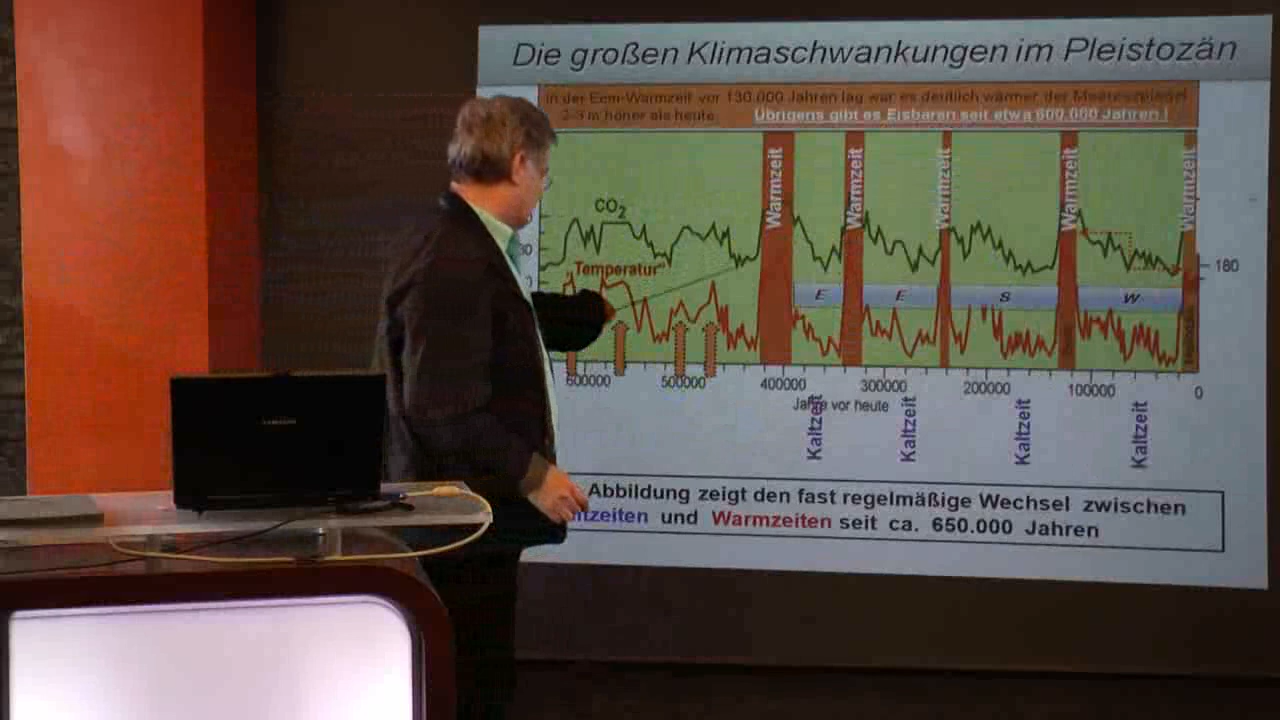 Die großen Klimaschwankungen im Pleistozän
in der Eem-Warmzeit vor 130.000 Jahren lag war es deutlich wärmer der Meeresspiegel
2-3 m höher als heute. Übrigens gibt es Eisbären seit etwa 600.000 Jahren !
CO2
Temperatur"
Warmzeit
Warmzeit
Warmzeit
Warmzeit
Warmzeit
180
E
E
S
W
600000
500000
400000
300000
200000
100000
0
Jahre vor heute
Kaltzeit
Kaltzeit
Kaltzeit
Kaltzeit
Abbildung zeigt den fast regelmäßige Wechsel zwischen
tzeiten und Warmzeiten seit ca. 650.000 Jahren
SAMSUNG